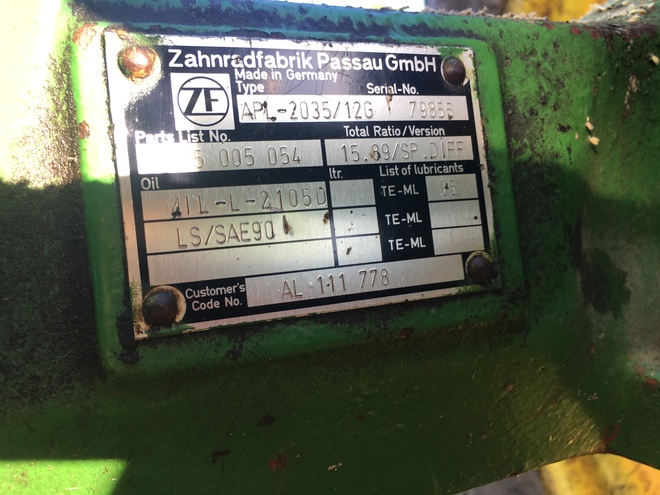 Zahnradfabrik Passau GmbH
Made in Germany
ZF
Type Serial-No.
APL-2035/12G
Parts List No. Total Ratio/Version
5 005 054 15.89/SP.DIFF
Oil ltr. List of lubricants
MIL-L-2105D TE-ML 05
LS/SAE90 TE-ML
TE-ML
Customer's
Code No. AL 111 778